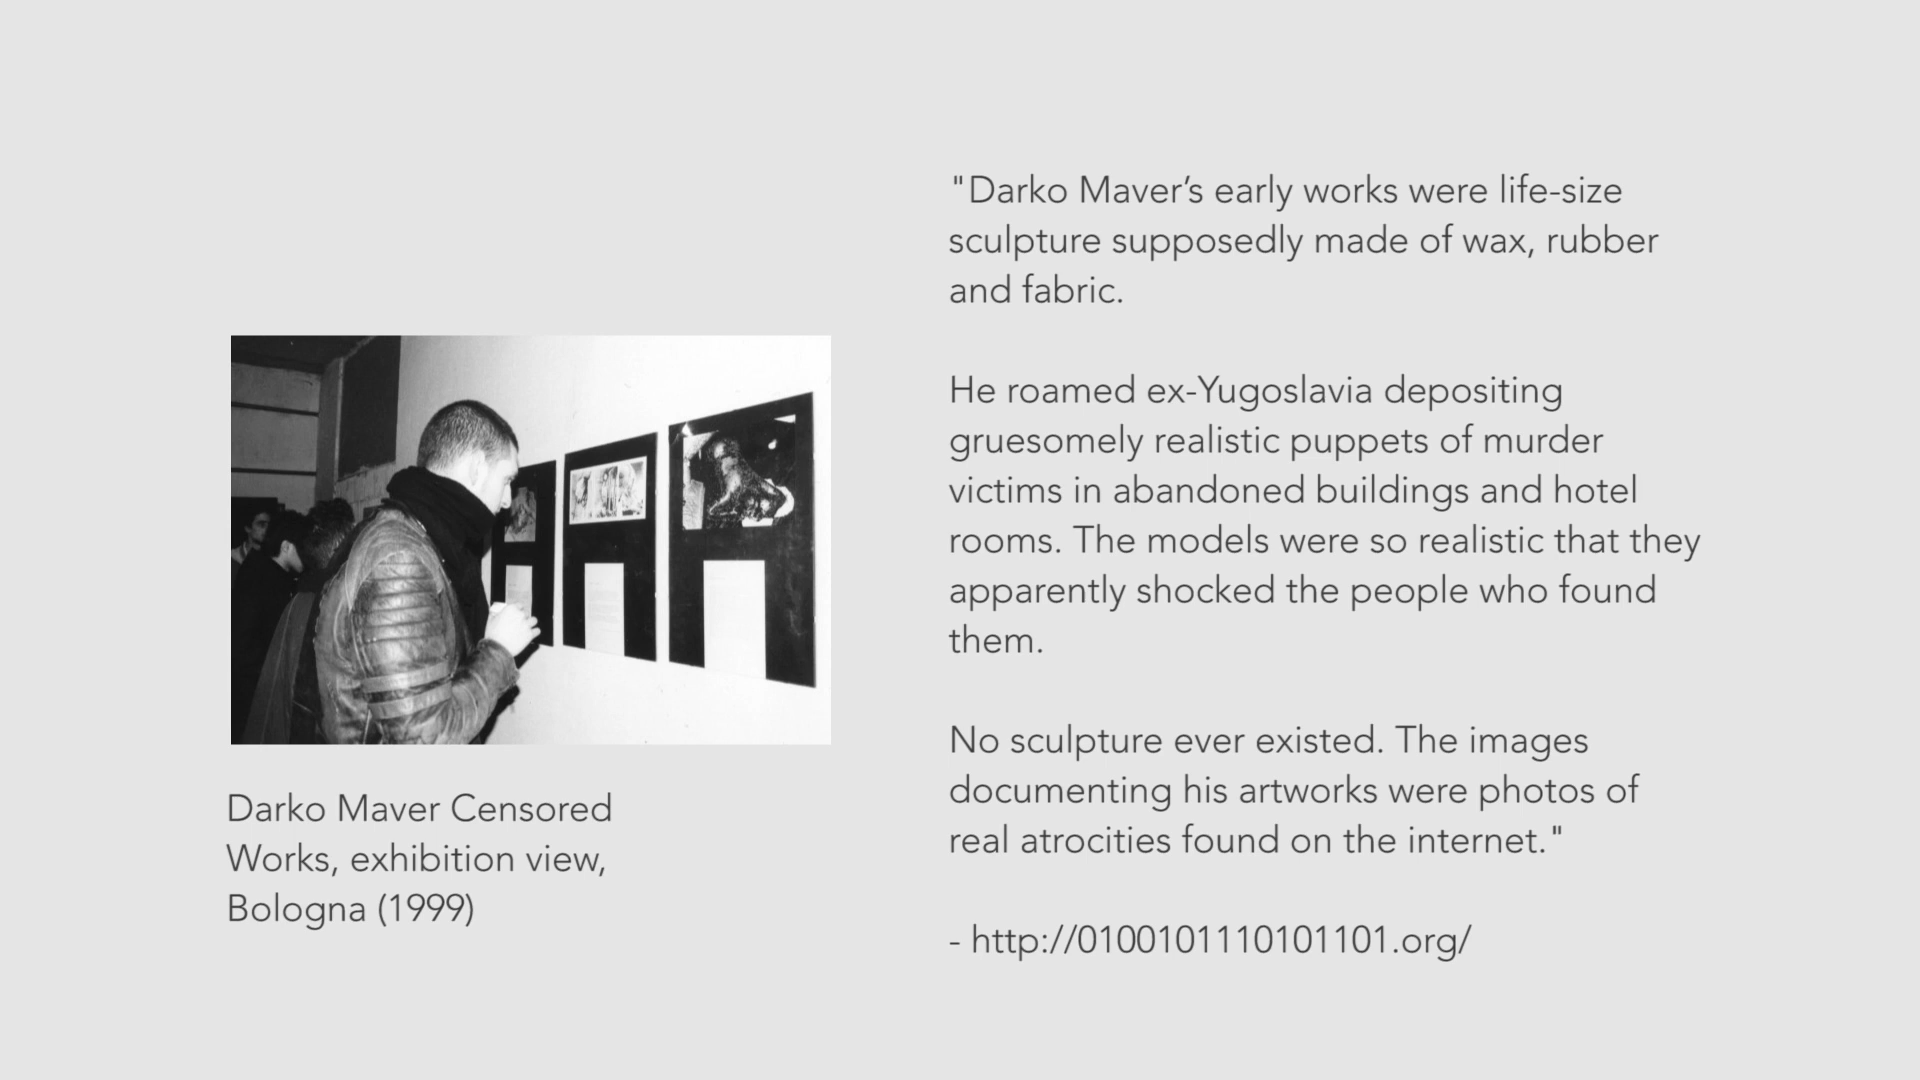 "Darko Maver’s early works were life-size
sculpture supposedly made of wax, rubber
and fabric.
He roamed ex-Yugoslavia depositing
gruesomely realistic puppets of murder
victims in abandoned buildings and hotel
rooms. The models were so realistic that they
apparently shocked the people who found
them.
No sculpture ever existed. The images
documenting his artworks were photos of
real atrocities found on the internet."
- http://0100101110101101.org/
Darko Maver Censored
Works, exhibition view,
Bologna (1999)